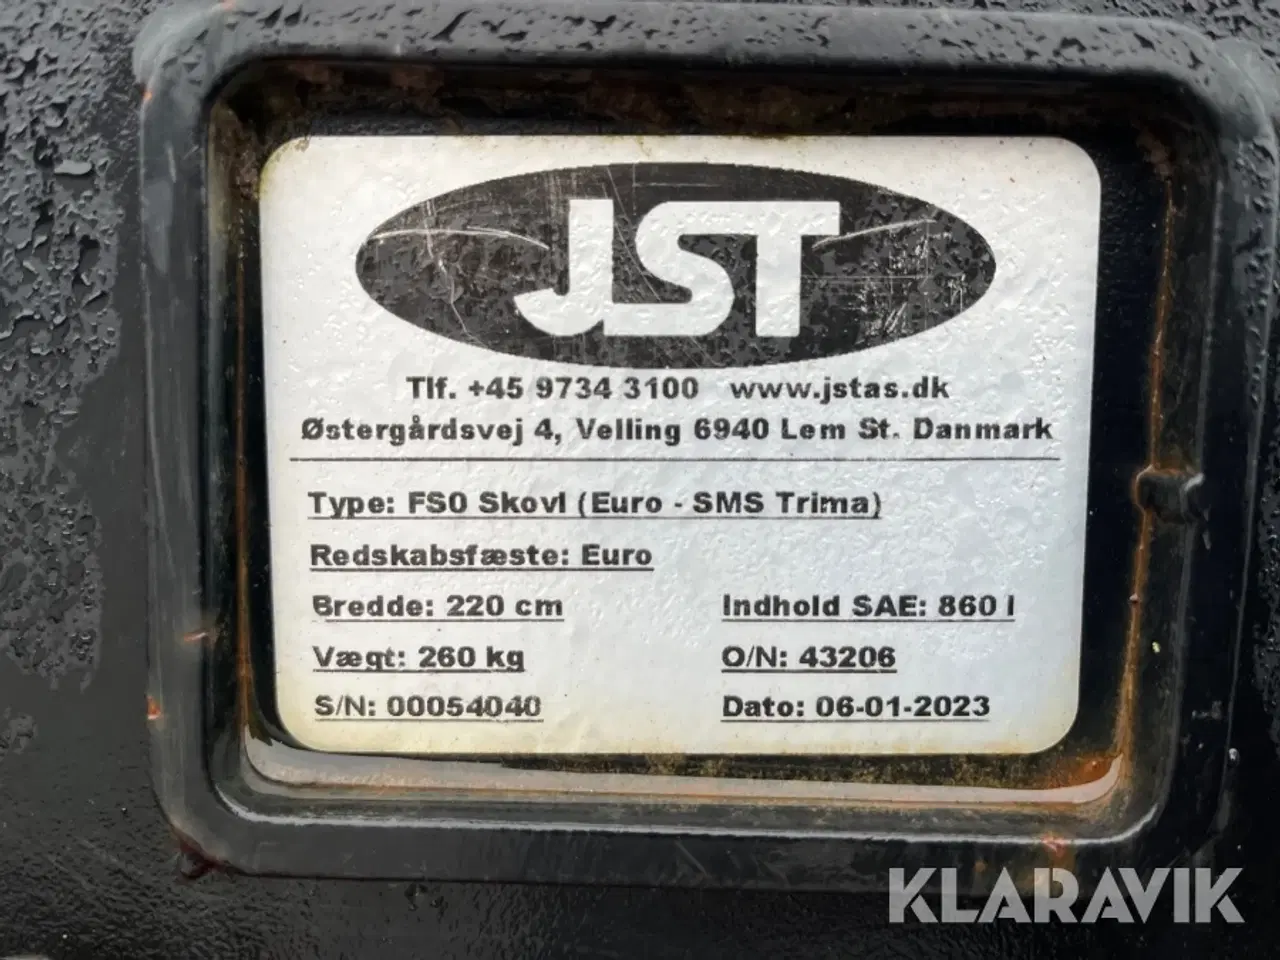 JST
Tlf. +45 9734 3100 www.jstas.dk
Østergårdsvej 4, Velling 6940 Lem St. Danmark
Type: FS0 Skovl (Euro - SMS Trima)
Redskabsfæste: Euro
Bredde: 220 cm Indhold SAE: 860 l
Vægt: 260 kg O/N: 43206
S/N: 00054040 Dato: 06-01-2023
KLARAVIK